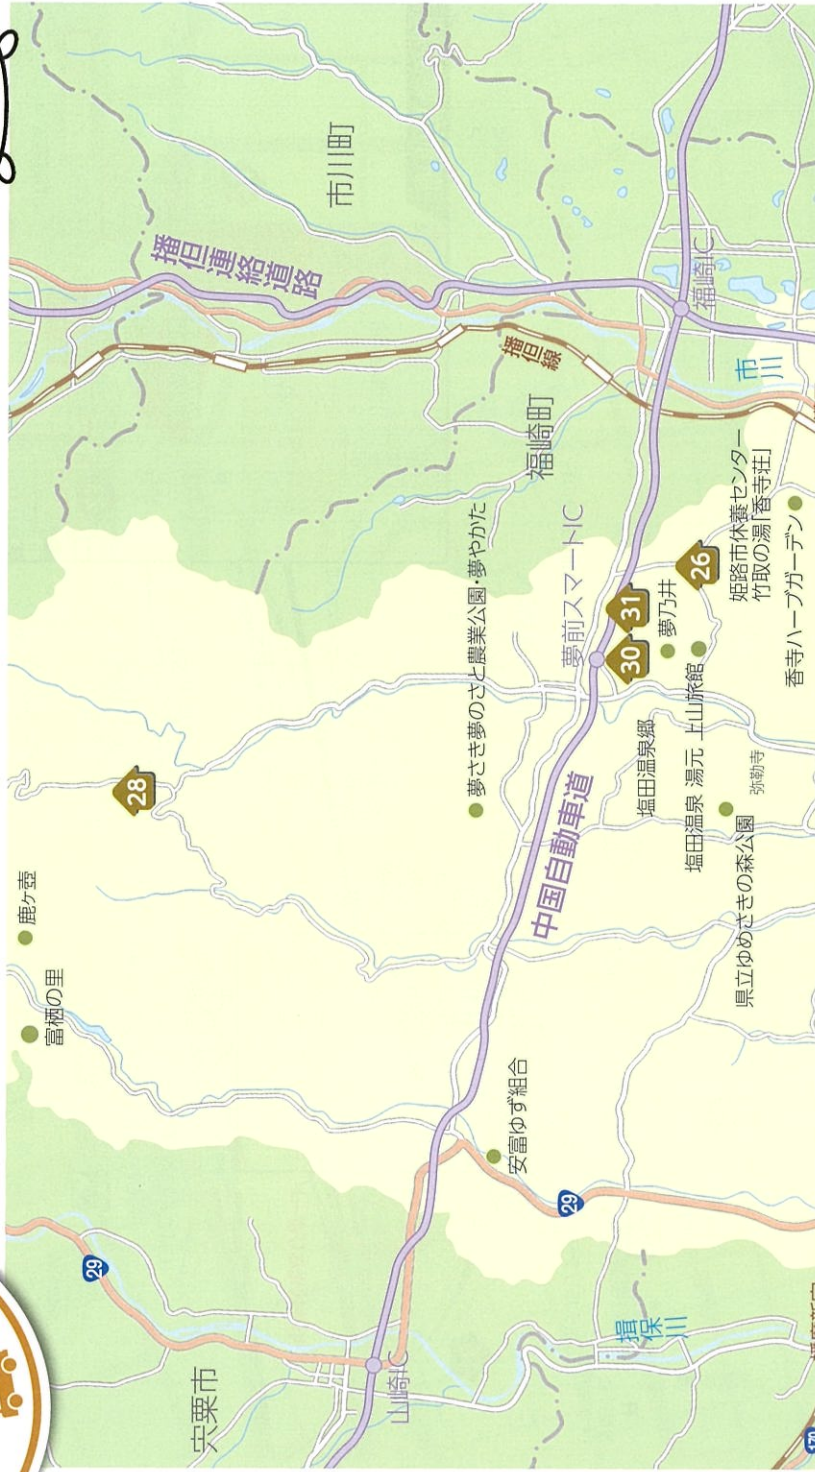 鹿ヶ壺
富栖の里
28
29
宍粟市
山崎IC
市川町
播但連絡道路
播但線
福崎町
福崎IC
市川
夢さき夢のさと農業公園・夢やかた
夢前スマートIC
中国自動車道
30
31
26
夢乃井
塩田温泉郷
塩田温泉 湯元 上山旅館
姫路市休養センター
竹取の湯「香寺荘」
香寺ハーブガーデン
弥勒寺
県立ゆめさきの森公園
安富ゆず組合
29
揖保川
179